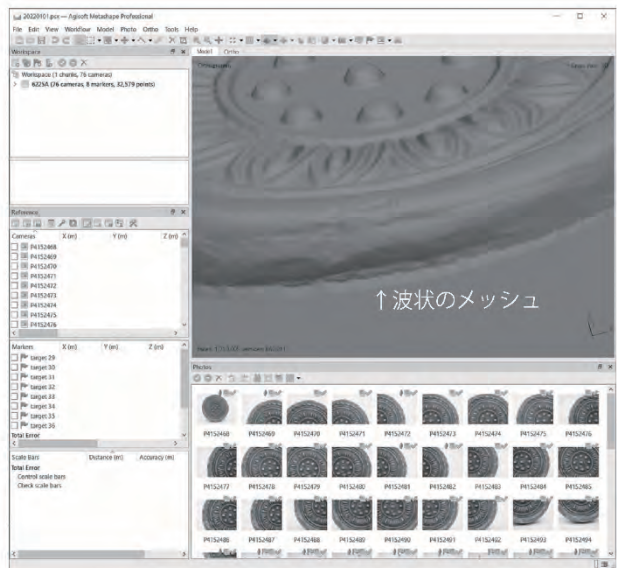 20220101.psx — Agisoft Metashape Professional
File Edit View Workflow Model Photo Ortho Tools Help
Workspace
Model Ortho
Workspace (1 chunks, 76 cameras)
6225A (76 cameras, 8 markers, 32,579 points)
Reference
Cameras X (m) Y (m) Z (m)
P4152468
P4152469
P4152470
P4152471
P4152472
P4152473
P4152474
P4152475
P4152476
↑波状のメッシュ
Markers X (m) Y (m) Z (m)
target 29
target 30
target 31
target 32
target 33
target 34
target 35
target 36
Total Error
Scale Bars Distance (m) Accuracy (m)
Total Error
Control scale bars
Check scale bars
Photos
P4152468 P4152469 P4152470 P4152471 P4152472 P4152473 P4152474 P4152475 P4152476
P4152477 P4152478 P4152479 P4152480 P4152481 P4152482 P4152483 P4152484 P4152485
P4152486 P4152487 P4152488 P4152489 P4152490 P4152491 P4152492 P4152493 P4152494